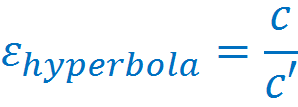 ε_hyperbola = c/c′